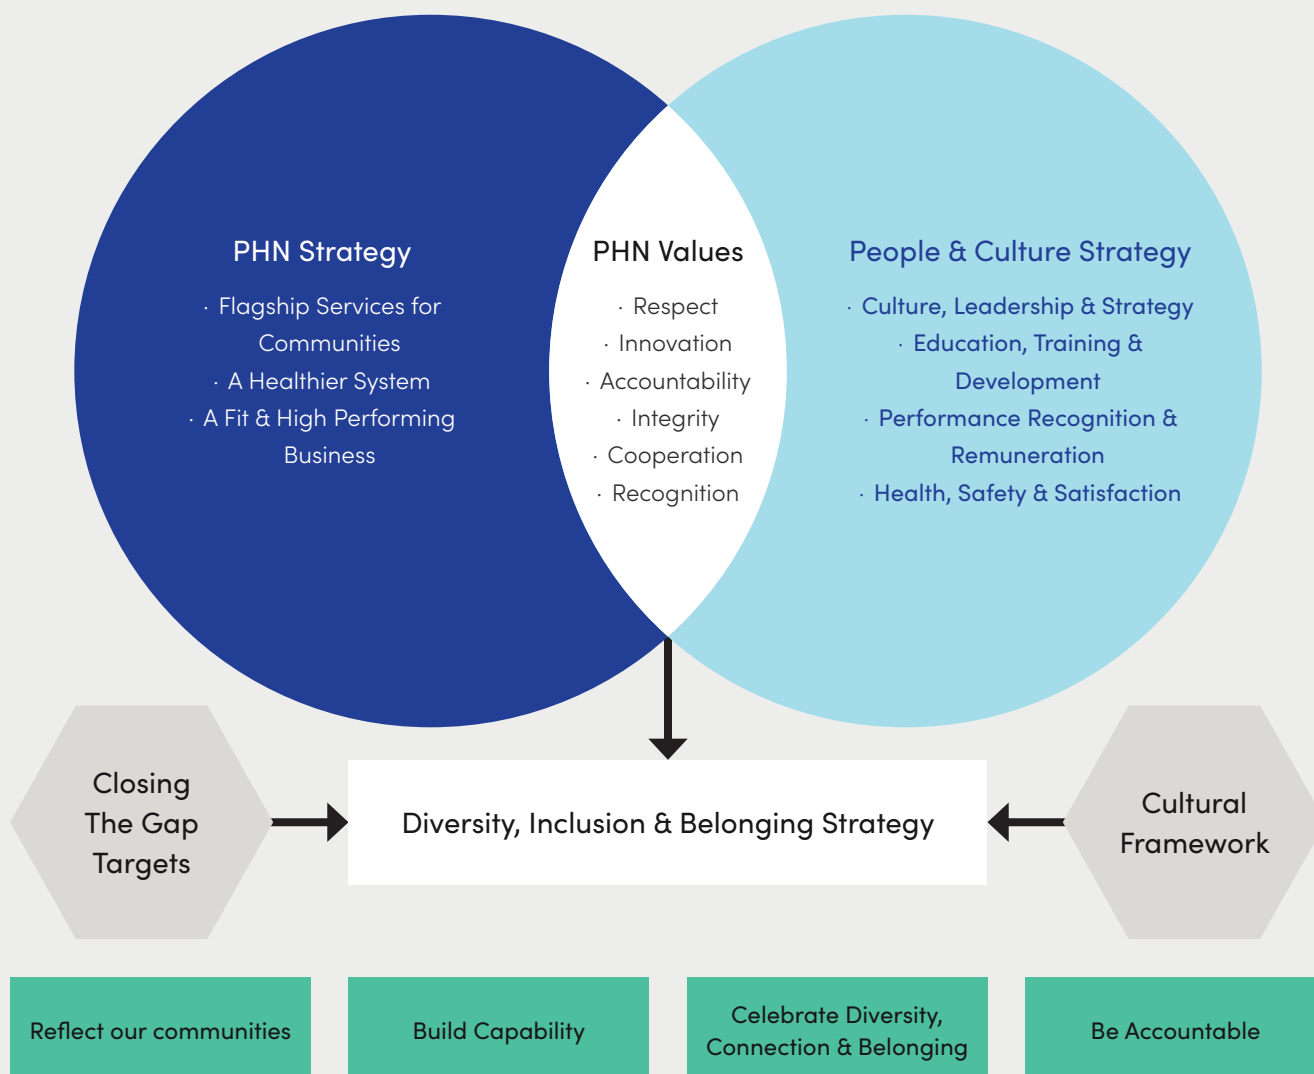 PHN Strategy
· Flagship Services for
Communities
· A Healthier System
· A Fit & High Performing
Business
PHN Values
· Respect
· Innovation
· Accountability
· Integrity
· Cooperation
· Recognition
People & Culture Strategy
· Culture, Leadership & Strategy
· Education, Training &
Development
· Performance Recognition &
Remuneration
· Health, Safety & Satisfaction
Closing
The Gap
Targets
Diversity, Inclusion & Belonging Strategy
Cultural
Framework
Reflect our communities
Build Capability
Celebrate Diversity,
Connection & Belonging
Be Accountable